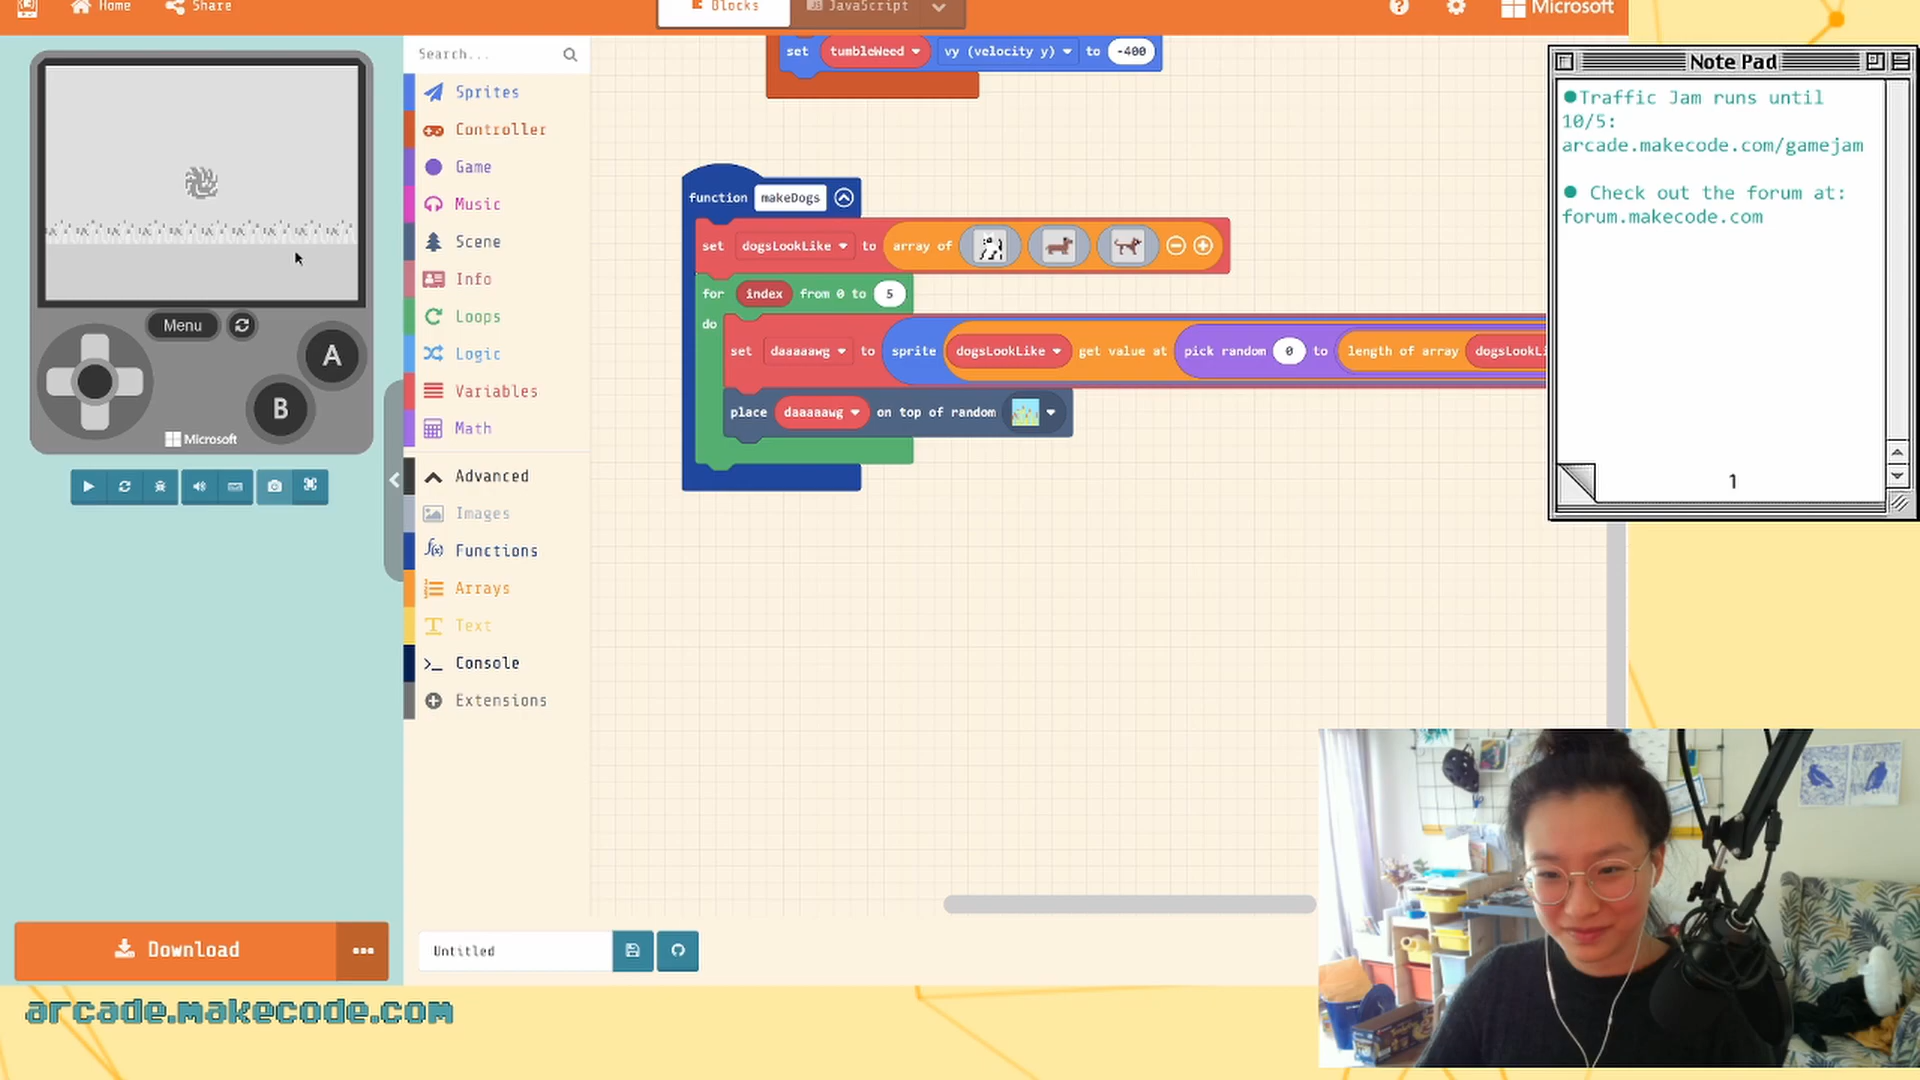 Home
Share
Blocks
JavaScript
Microsoft
Search...
Sprites
Controller
Game
Music
Scene
Info
Loops
Logic
Variables
Math
Advanced
Images
Functions
Arrays
Text
Console
Extensions
Menu
A
B
Microsoft
Download
set tumbleWeed vy (velocity y) to -400
function makeDogs
set dogsLookLike to array of
for index from 0 to 5
do
set daaaaawg to sprite dogsLookLike get value at pick random 0 to length of array dogsLookLi
place daaaaawg on top of random
Untitled
Note Pad
Traffic Jam runs until
10/5:
arcade.makecode.com/gamejam
Check out the forum at:
forum.makecode.com
1
arcade.makecode.com